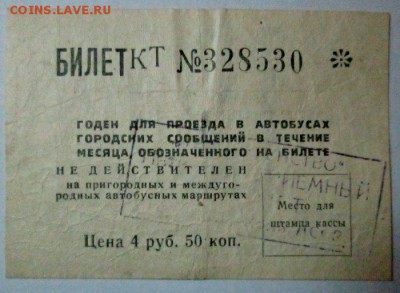 COINS.LAVE.RU
БИЛЕТ КТ №328530 ✻
ГОДЕН ДЛЯ ПРОЕЗДА В АВТОБУСАХ
ГОРОДСКИХ СООБЩЕНИЙ В ТЕЧЕНИЕ
МЕСЯЦА, ОБОЗНАЧЕННОГО НА БИЛЕТЕ
НЕ ДЕЙСТВИТЕЛЕН
на пригородных и междуго-
родных автобусных маршрутах
Место для
штампа кассы
Цена 4 руб. 50 коп.